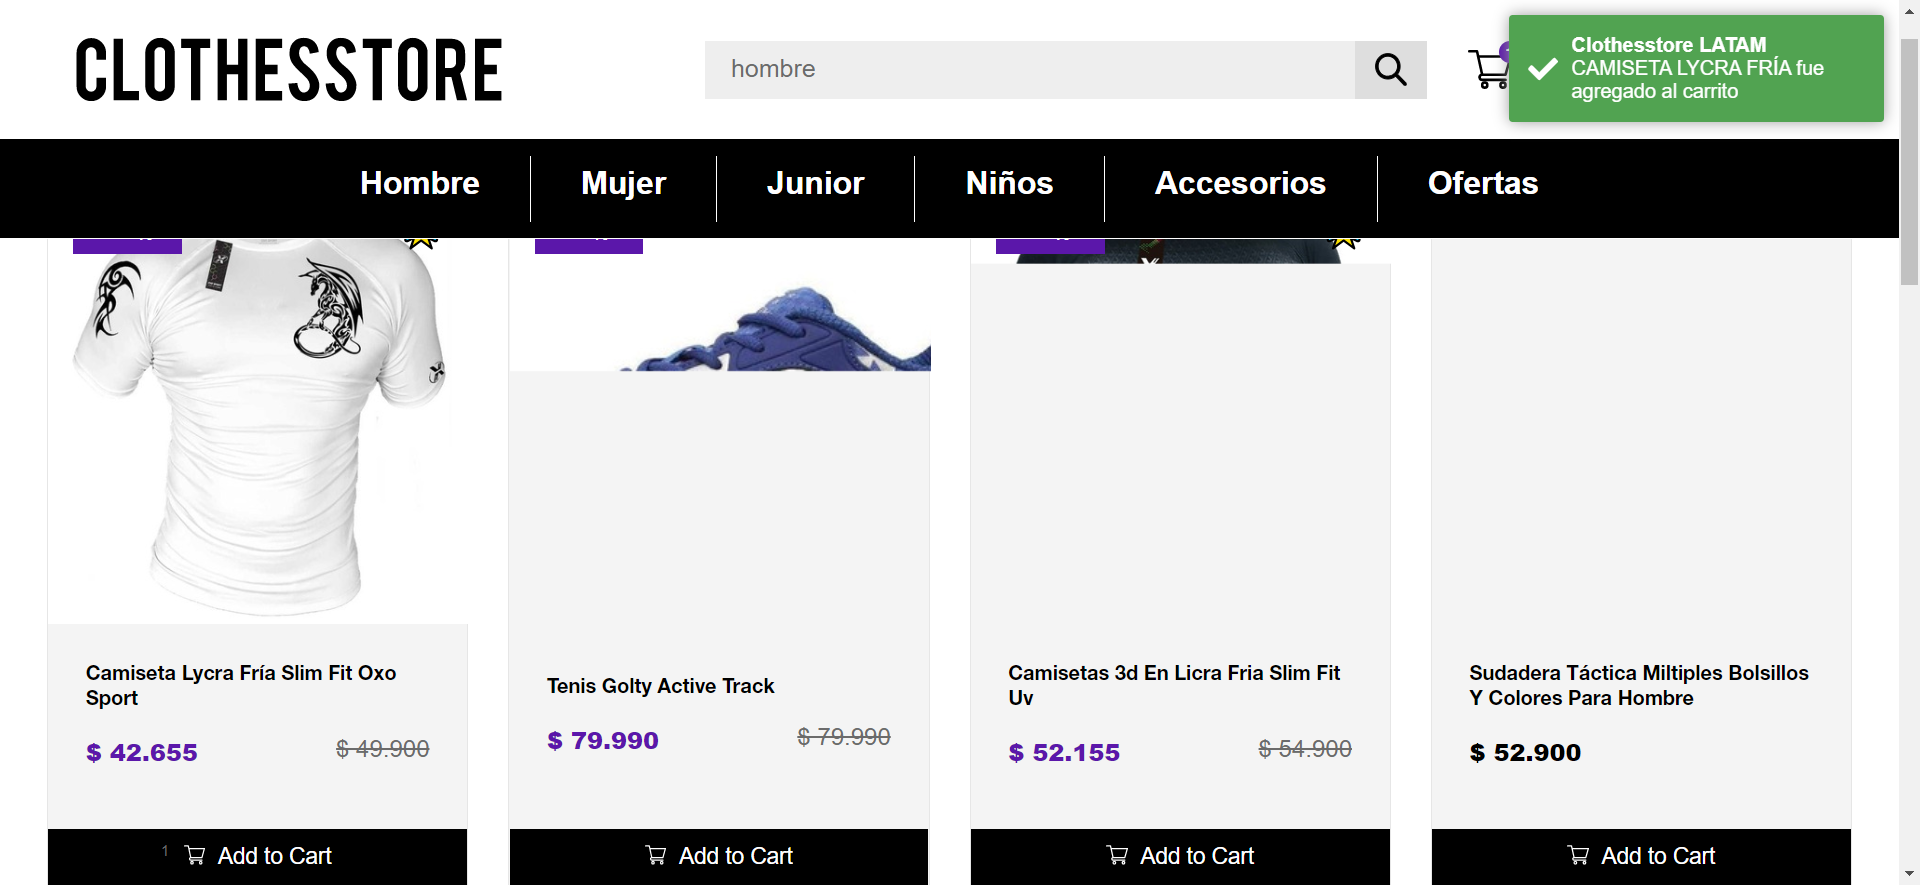 CLOTHESSTORE
hombre
Clothesstore LATAM
CAMISETA LYCRA FRÍA fue
agregado al carrito
Hombre
Mujer
Junior
Niños
Accesorios
Ofertas
Camiseta Lycra Fría Slim Fit Oxo
Sport
$ 42.655
$ 49.900
1
Add to Cart
Tenis Golty Active Track
$ 79.990
$ 79.990
Add to Cart
Camisetas 3d En Licra Fria Slim Fit
Uv
$ 52.155
$ 54.900
Add to Cart
Sudadera Táctica Miltiples Bolsillos
Y Colores Para Hombre
$ 52.900
Add to Cart